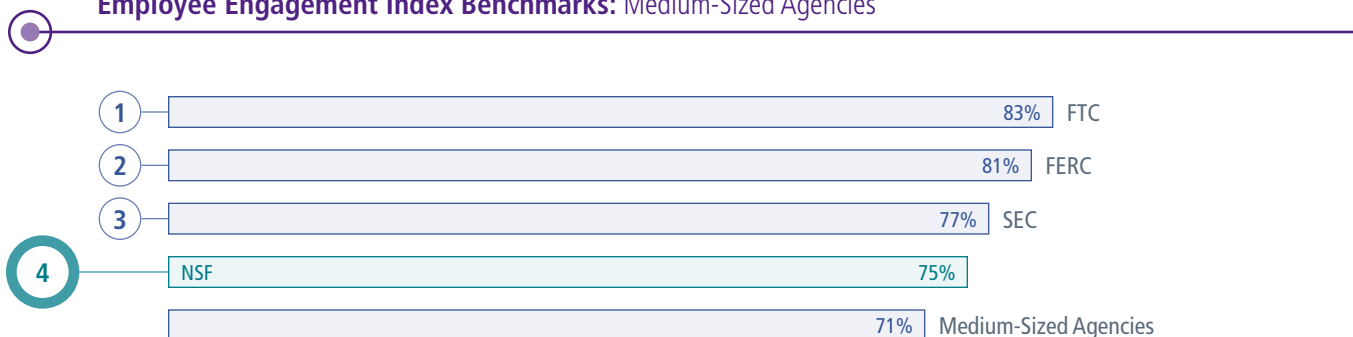 Employee Engagement Index Benchmarks: Medium-Sized Agencies
1 83% FTC
2 81% FERC
3 77% SEC
4 NSF 75%
71% Medium-Sized Agencies